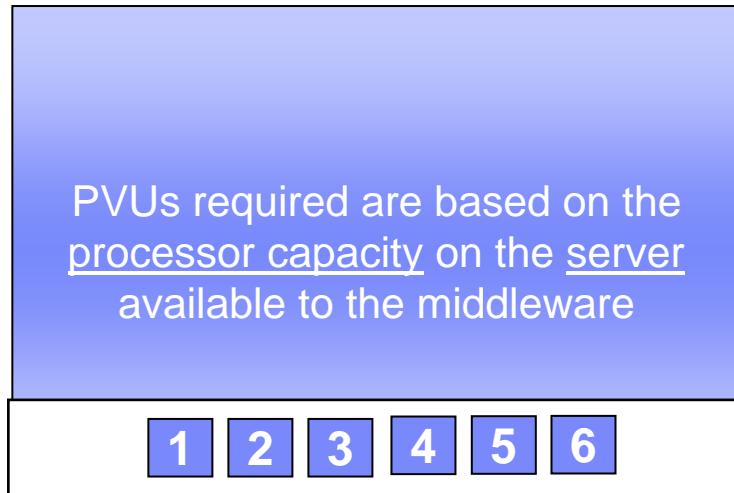 PVUs required are based on the
processor capacity on the server
available to the middleware
1 2 3 4 5 6